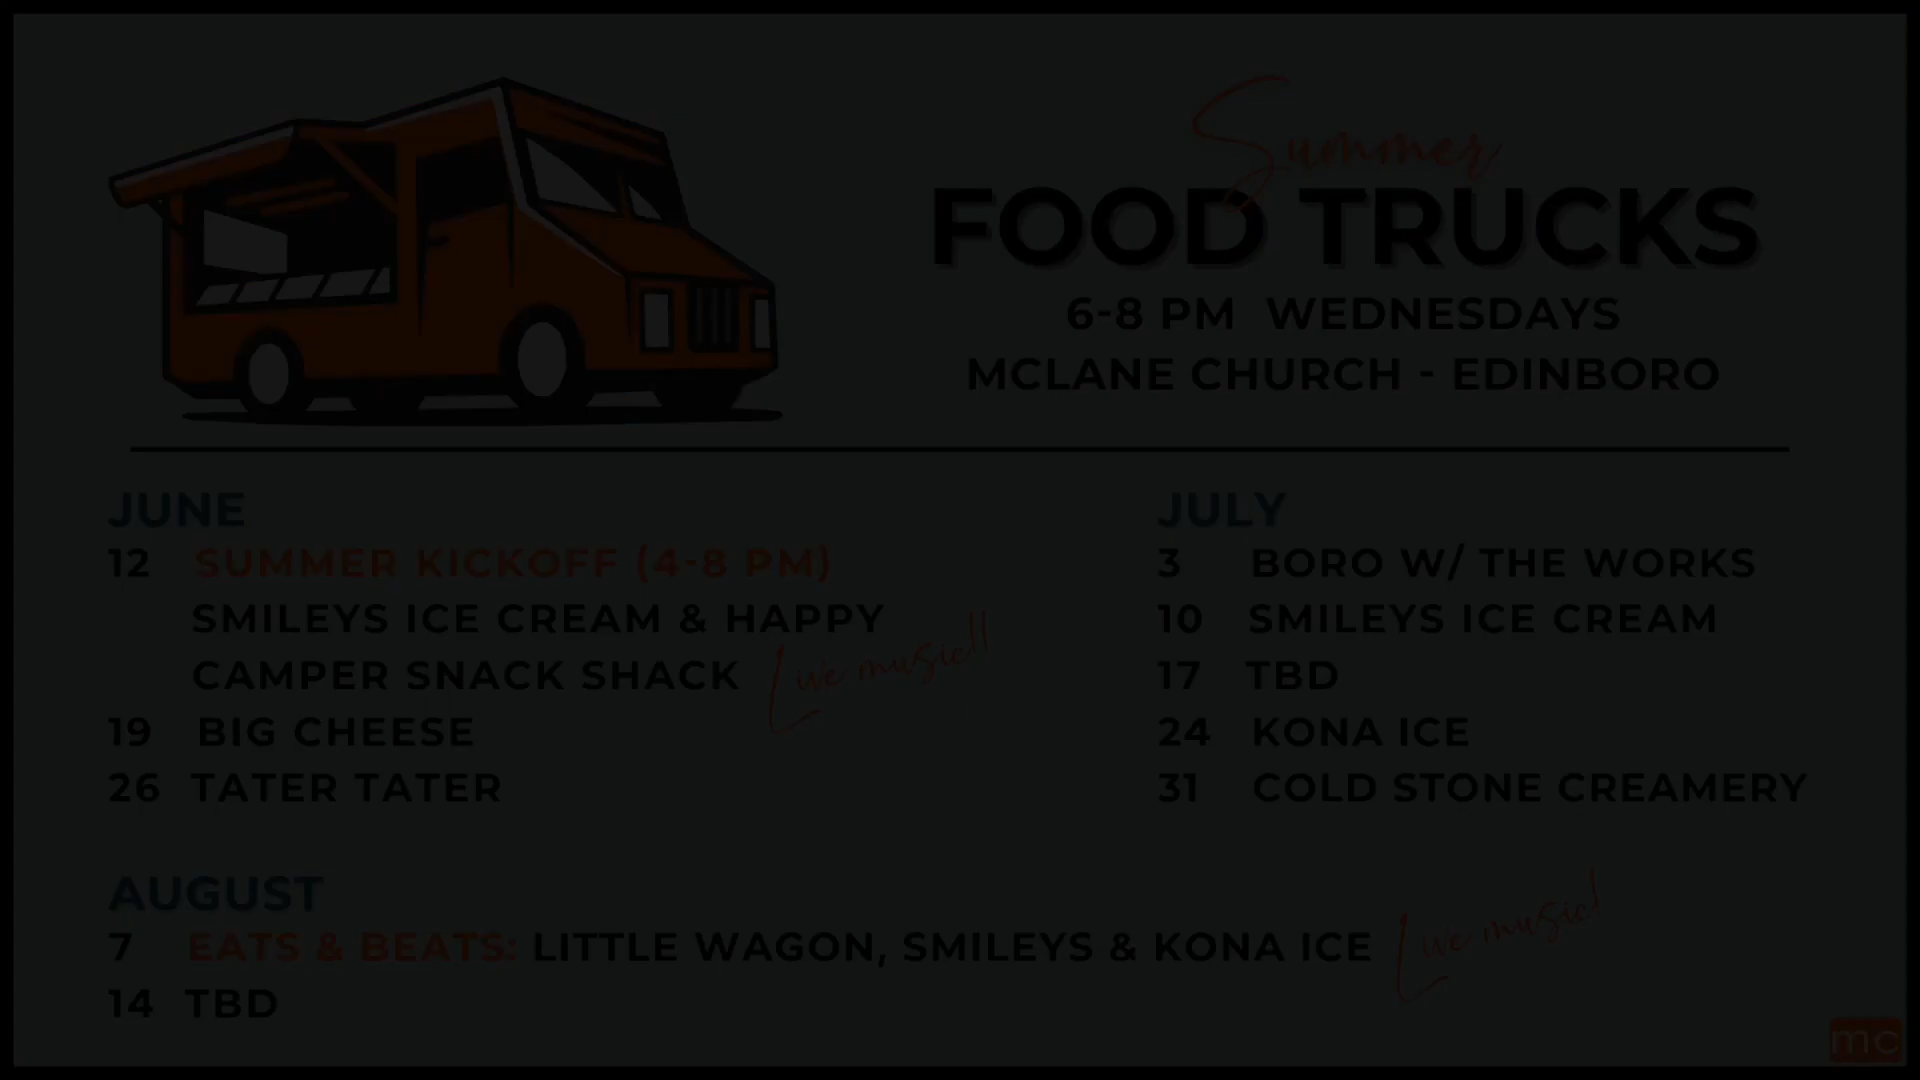 Summer
FOOD TRUCKS
6-8 PM WEDNESDAYS
MCLANE CHURCH - EDINBORO
JUNE
12 SUMMER KICKOFF (4-8 PM)
SMILEYS ICE CREAM & HAPPY
CAMPER SNACK SHACK Live music!!
19 BIG CHEESE
26 TATER TATER
JULY
3 BORO W/ THE WORKS
10 SMILEYS ICE CREAM
17 TBD
24 KONA ICE
31 COLD STONE CREAMERY
AUGUST
7 EATS & BEATS: LITTLE WAGON, SMILEYS & KONA ICE Live music!
14 TBD
mc